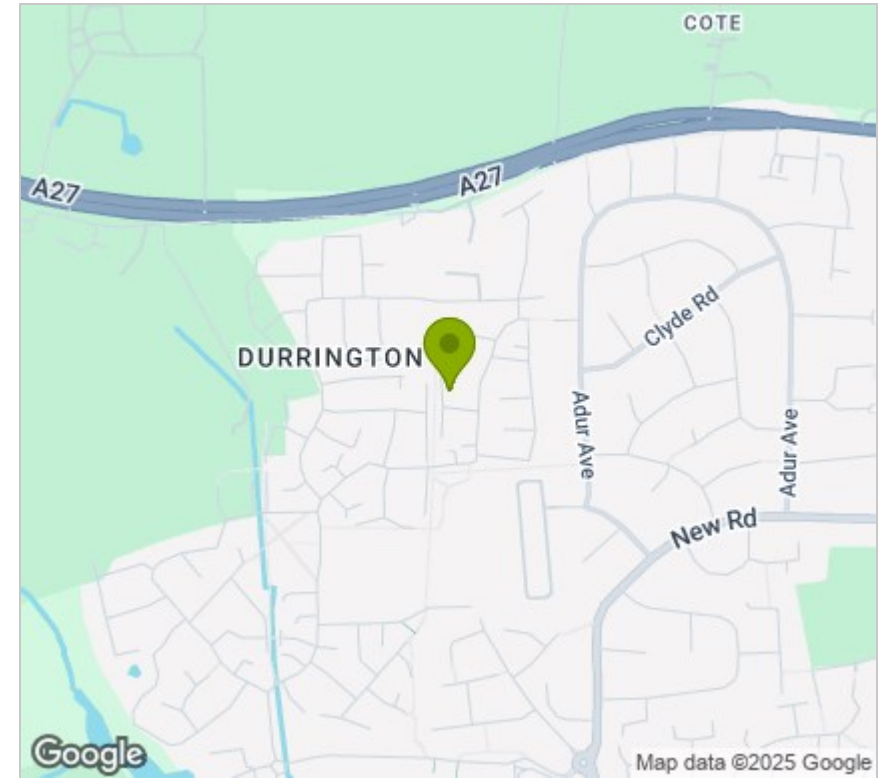 COTE
A27
A27
Clyde Rd
DURRINGTON
Adur Ave
Adur Ave
New Rd
Google
Map data ©2025 Google